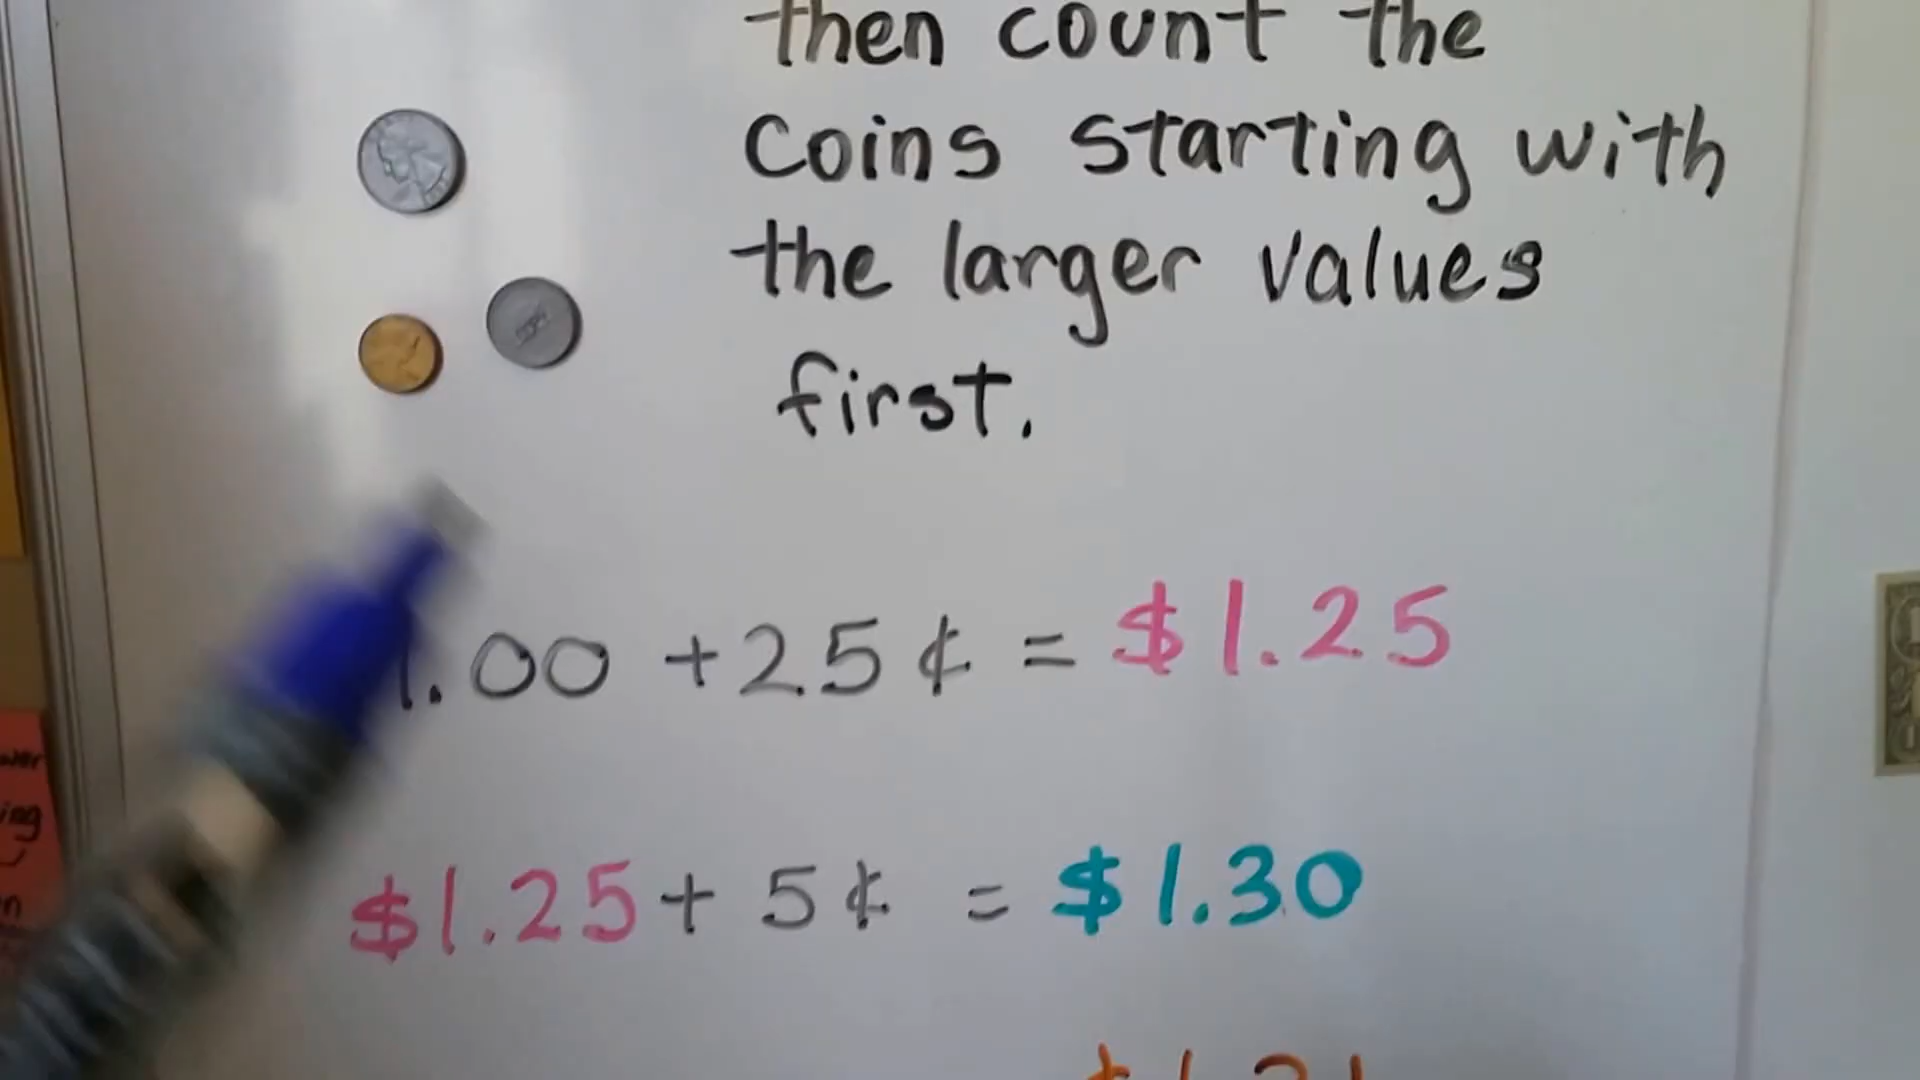 then count the
coins starting with
the larger values
first.
1.00 + 25 ¢ = $1.25
$1.25 + 5 ¢ = $1.30
ing